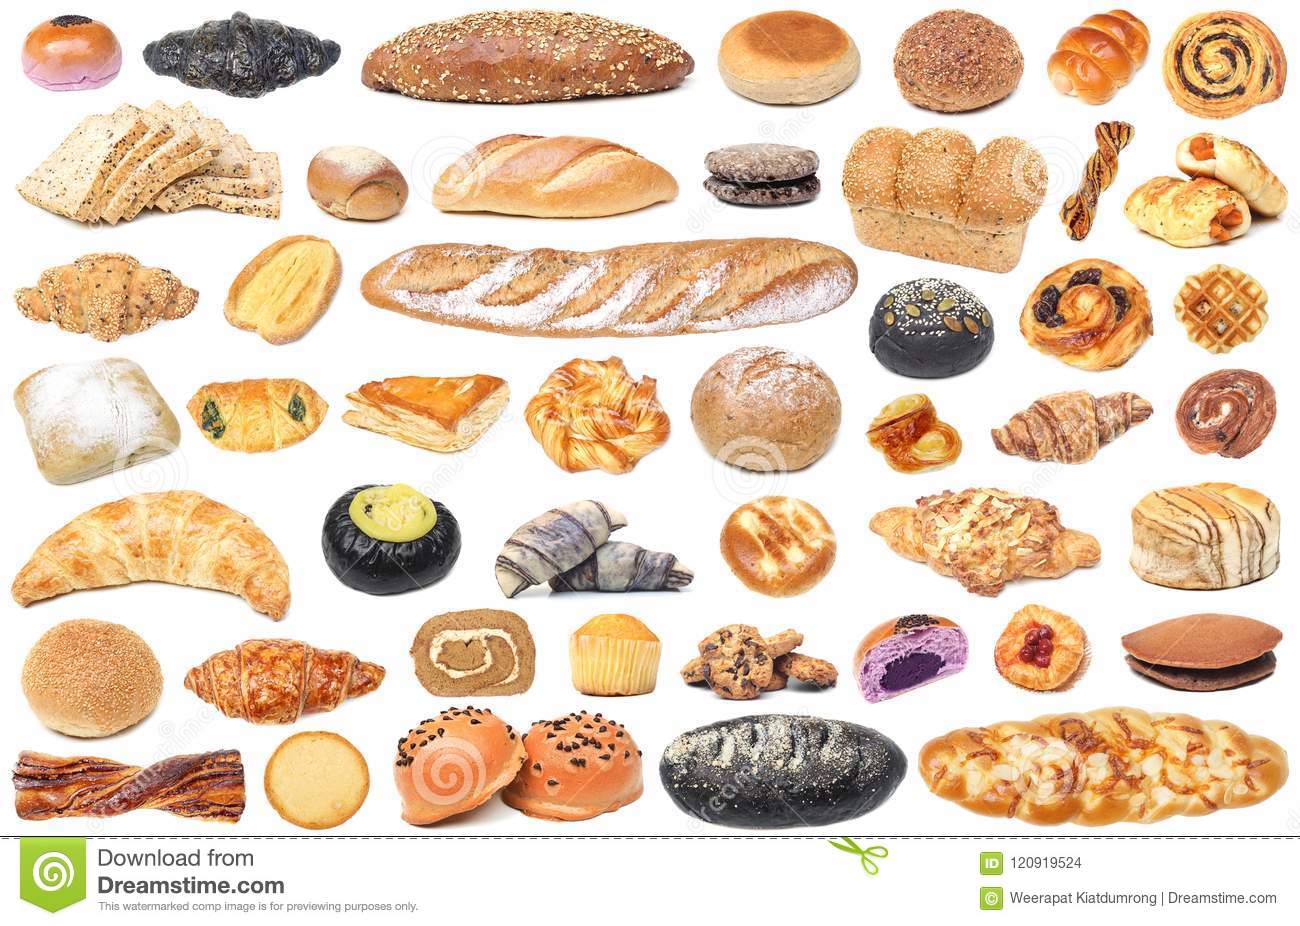 Download from
Dreamstime.com
This watermarked comp image is for previewing purposes only.
ID 120919524
© Weerapat Kiatdumrong | Dreamstime.com